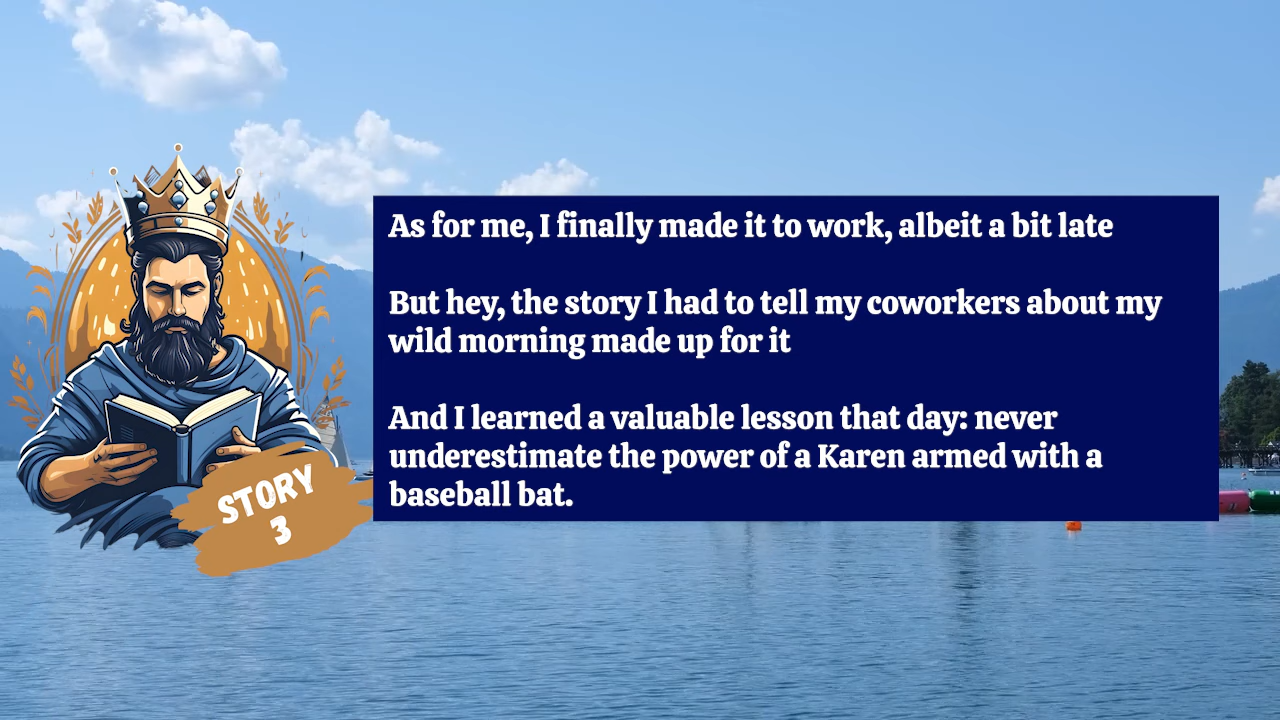 As for me, I finally made it to work, albeit a bit late
But hey, the story I had to tell my coworkers about my
wild morning made up for it
And I learned a valuable lesson that day: never
underestimate the power of a Karen armed with a
baseball bat.
STORY
3